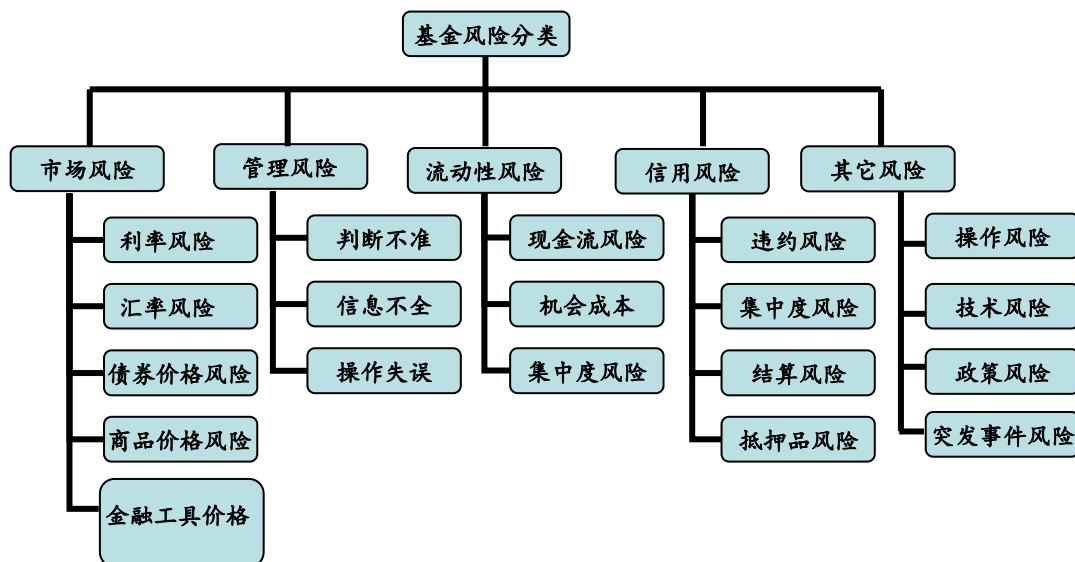 基金风险分类
市场风险
管理风险
流动性风险
信用风险
其它风险
利率风险
汇率风险
债券价格风险
商品价格风险
金融工具价格
判断不准
信息不全
操作失误
现金流风险
机会成本
集中度风险
违约风险
集中度风险
结算风险
抵押品风险
操作风险
技术风险
政策风险
突发事件风险